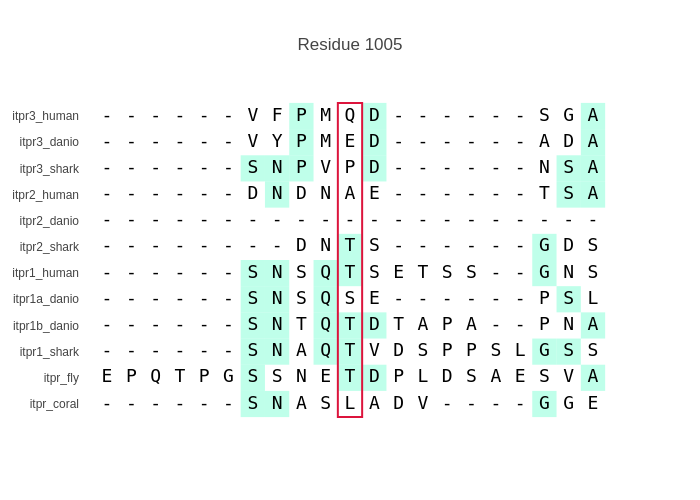 Residue 1005
itpr3_human - - - - - - V F P M Q D - - - - - - S G A
itpr3_danio - - - - - - V Y P M E D - - - - - - A D A
itpr3_shark - - - - - - S N P V P D - - - - - - N S A
itpr2_human - - - - - - D N D N A E - - - - - - T S A
itpr2_danio - - - - - - - - - - - - - - - - - - - - -
itpr2_shark - - - - - - - - D N T S - - - - - - G D S
itpr1_human - - - - - - S N S Q T S E T S S - - G N S
itpr1a_danio - - - - - - S N S Q S E - - - - - - P S L
itpr1b_danio - - - - - - S N T Q T D T A P A - - P N A
itpr1_shark - - - - - - S N A Q T V D S P P S L G S S
itpr_fly E P Q T P G S S N E T D P L D S A E S V A
itpr_coral - - - - - - S N A S L A D V - - - - G G E